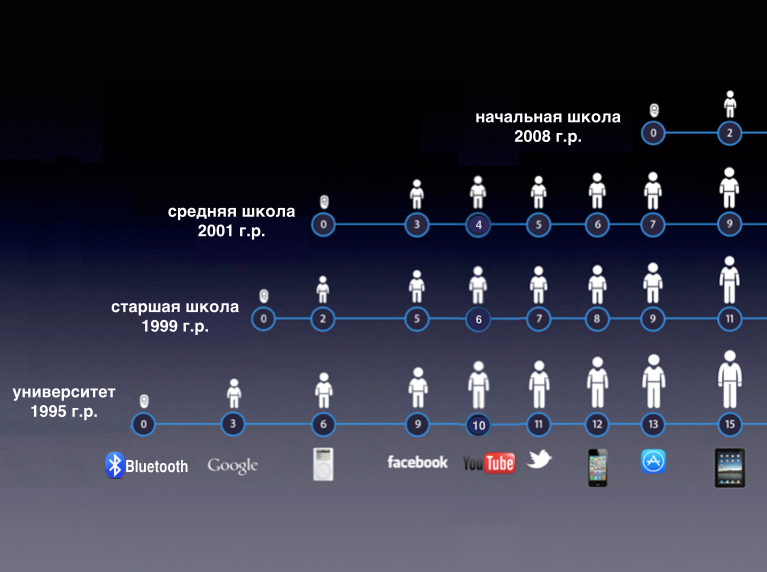 начальная школа
2008 г.р.
0 2
средняя школа
2001 г.р.
0 3 4 5 6 7 9
старшая школа
1999 г.р.
0 2 5 6 7 8 9 11
университет
1995 г.р.
0 3 6 9 10 11 12 13 15
Bluetooth Google facebook YouTube